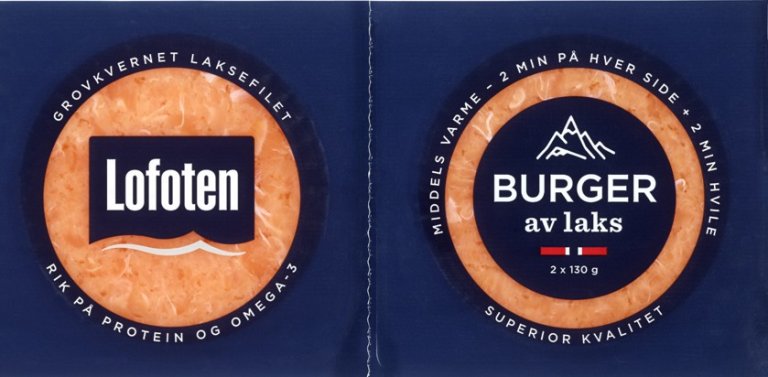 GROVKVERNET LAKSEFILET
Lofoten
RIK PÅ PROTEIN OG OMEGA-3
MIDDELS VARME - 2 MIN PÅ HVER SIDE + 2 MIN HVILE
BURGER
av laks
2 x 130 g
SUPERIOR KVALITET